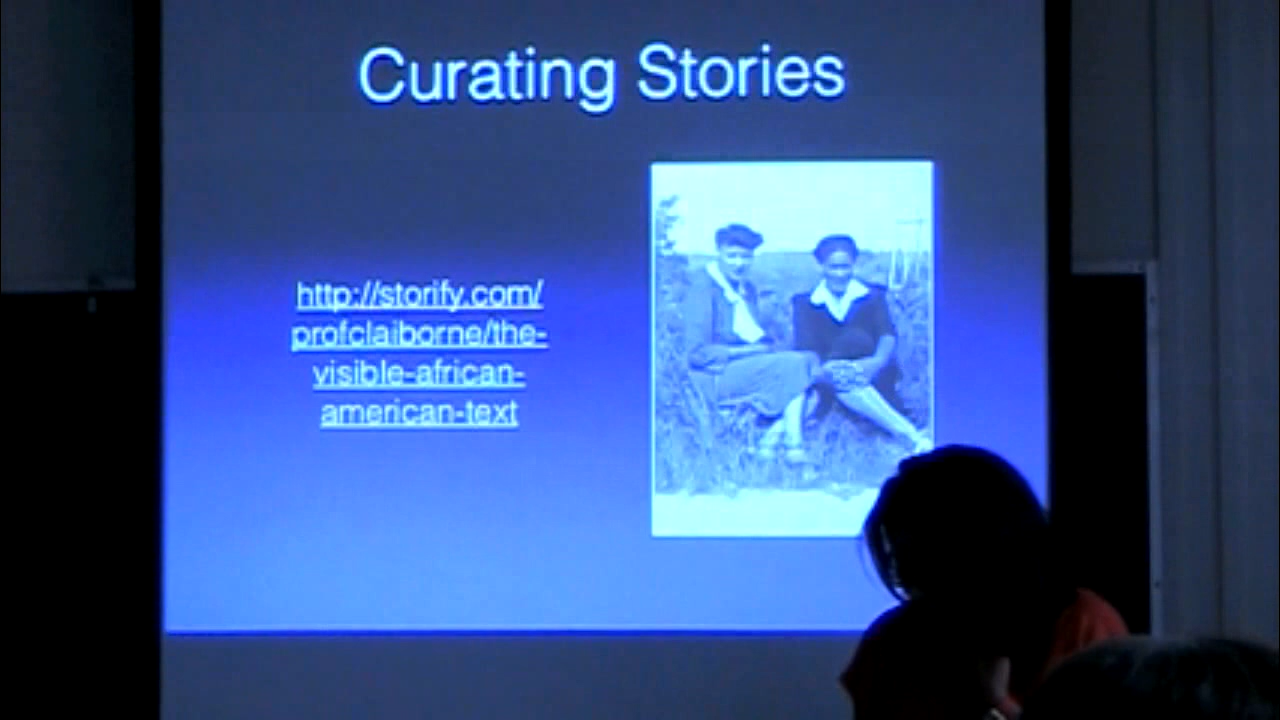 Curating Stories
http://storify.com/
profclaiborne/the-
visible-african-
american-text